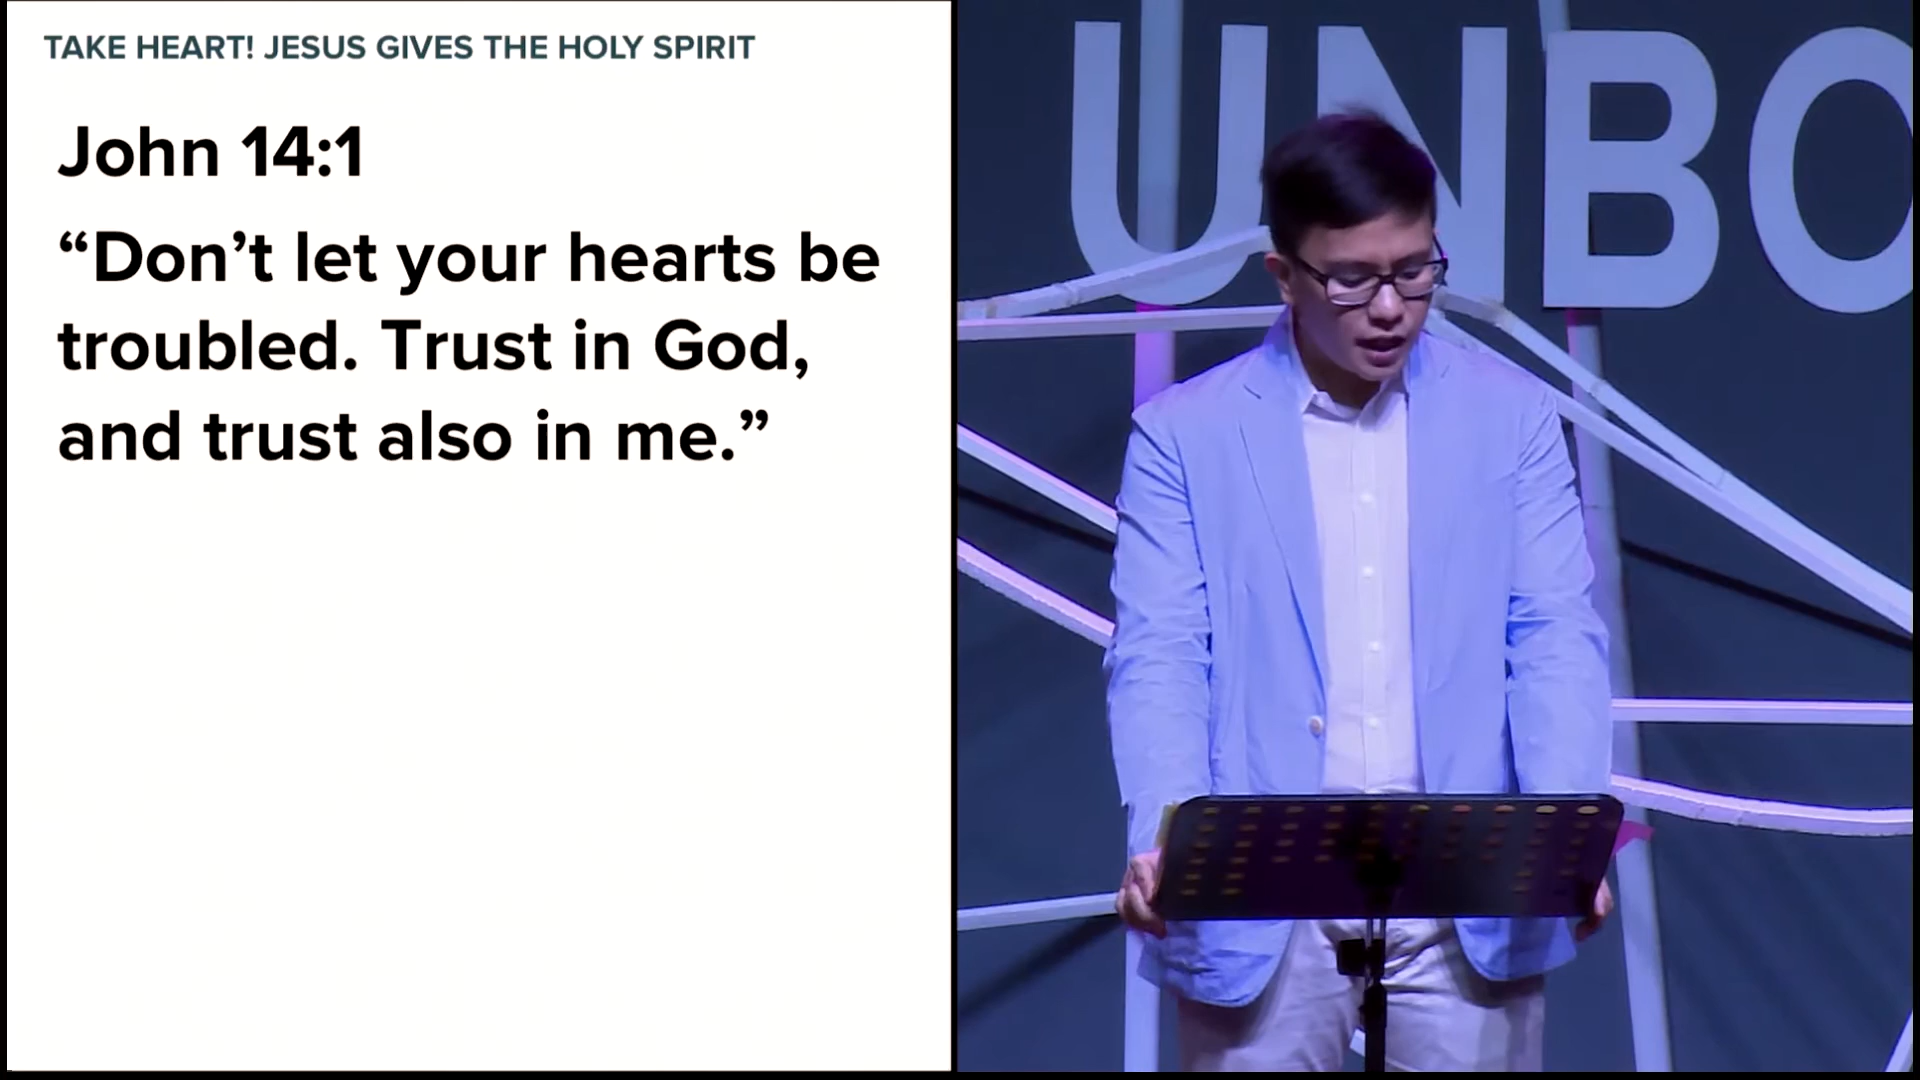 TAKE HEART! JESUS GIVES THE HOLY SPIRIT
John 14:1
“Don’t let your hearts be
troubled. Trust in God,
and trust also in me.”
UNBO